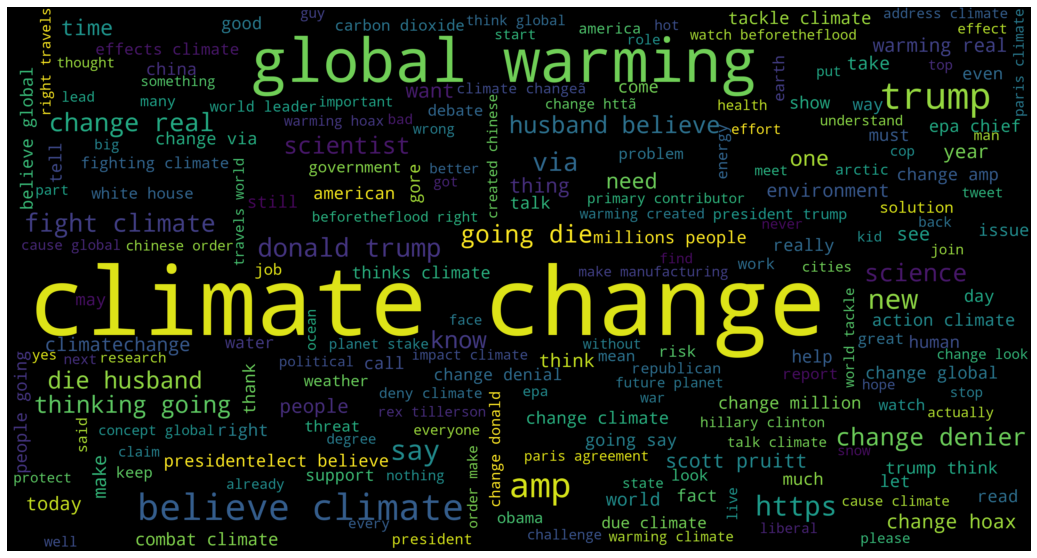 guy
time
good
carbon dioxide
think global
america
hot
tackle climate
address climate
start
role
watch beforetheflood
effect
effects climate
global warming
warming real
thought
china
come
put
take
top
even
right travels
something
want
climate changeâ
earth
paris climate
lead
many
world leader
important
change httã
health
show
way
trump
believe global
change real
debate
wrong
husband believe
effort
understand
man
warming hoax
bad
change via
scientist
created chinese
energy
must
epa chief
tell
big
government
better
via
problem
one
cop
year
fighting climate
meet
arctic
part
white house
gore
got
thing
need
environment
change amp
american
talk
primary contributor
tweet
still
travels world
fight climate
beforetheflood right
warming created
president trump
solution
back
never
cause global
chinese order
going die
millions people
kid
see
issue
donald trump
really
join
find
job
thinks climate
make manufacturing
work
cities
science
climate change
may
new
day
ocean
face
world tackle
action climate
climatechange
water
know
planet stake
without
great
human
yes
next
research
political
call
impact climate
think
mean
risk
republican
help
change look
die husband
thank
weather
change denial
future planet
report
change global
hope
stop
people going
thinking going
deny climate
epa
war
people
rex tillerson
change million
watch
actually
said
threat
change donald
change climate
hillary clinton
concept global
right
degree
everyone
going say
talk climate
snow
change denier
claim
say
paris agreement
presidentelect believe
scott pruitt
trump think
protect
make
keep
support
nothing
look
much
let
already
state
amp
world
fact
live
cause climate
read
today
believe climate
order make
https
every
obama
due climate
liberal
change hoax
well
combat climate
president
challenge
warming climate
please